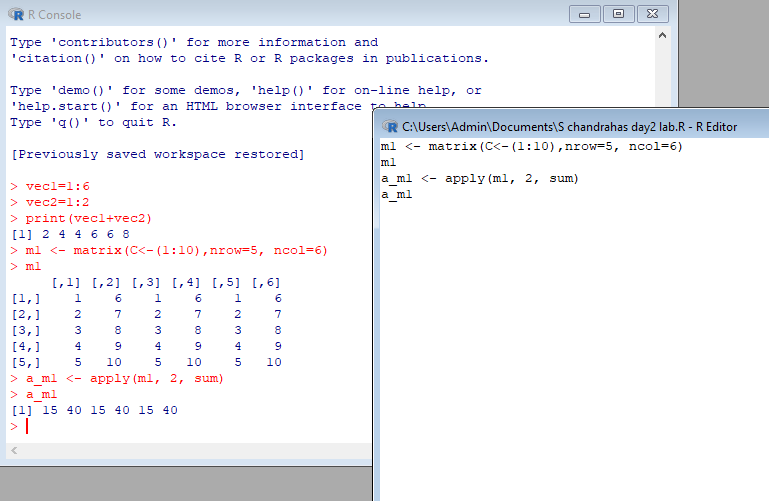 R Console
Type 'contributors()' for more information and
'citation()' on how to cite R or R packages in publications.
Type 'demo()' for some demos, 'help()' for on-line help, or
'help.start()' for an HTML browser interface to help.
Type 'q()' to quit R.
[Previously saved workspace restored]
> vec1=1:6
> vec2=1:2
> print(vec1+vec2)
[1] 2 4 4 6 6 8
> m1 <- matrix(C<-(1:10),nrow=5, ncol=6)
> m1
[,1] [,2] [,3] [,4] [,5] [,6]
[1,] 1 6 1 6 1 6
[2,] 2 7 2 7 2 7
[3,] 3 8 3 8 3 8
[4,] 4 9 4 9 4 9
[5,] 5 10 5 10 5 10
> a_m1 <- apply(m1, 2, sum)
> a_m1
[1] 15 40 15 40 15 40
>
C:\Users\Admin\Documents\S chandrahas day2 lab.R - R Editor
m1 <- matrix(C<-(1:10),nrow=5, ncol=6)
m1
a_m1 <- apply(m1, 2, sum)
a_m1